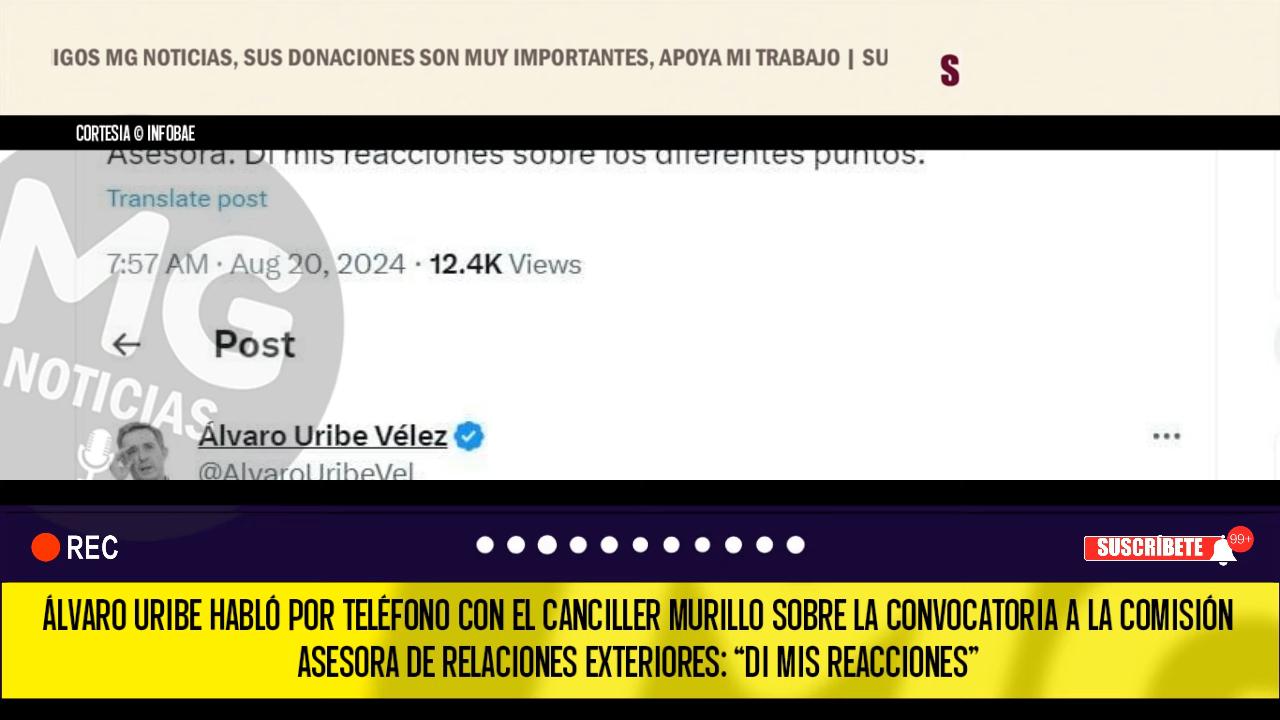 IGOS MG NOTICIAS, SUS DONACIONES SON MUY IMPORTANTES, APOYA MI TRABAJO | SU
S
CORTESIA © INFOBAE
Asesora. Di mis reacciones sobre los diferentes puntos.
Translate post
7:57 AM · Aug 20, 2024 · 12.4K Views
← Post
MG
NOTICIAS
Álvaro Uribe Vélez
...
@AlvaroUribeVel
REC
SUSCRÍBETE
99+
ÁLVARO URIBE HABLÓ POR TELÉFONO CON EL CANCILLER MURILLO SOBRE LA CONVOCATORIA A LA COMISIÓN
ASESORA DE RELACIONES EXTERIORES: “DI MIS REACCIONES”